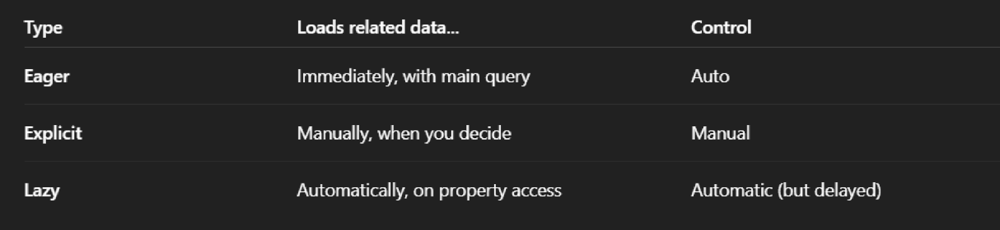 Type Loads related data... Control
Eager Immediately, with main query Auto
Explicit Manually, when you decide Manual
Lazy Automatically, on property access Automatic (but delayed)